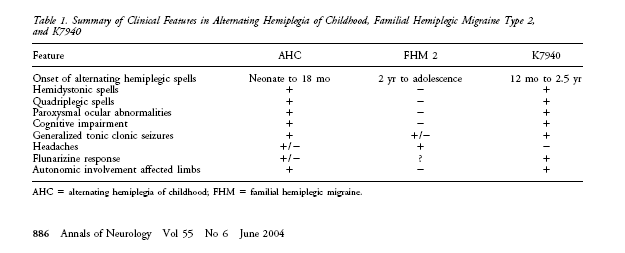 Table 1. Summary of Clinical Features in Alternating Hemiplegia of Childhood, Familial Hemiplegic Migraine Type 2,
and K7940
Feature AHC FHM 2 K7940
Onset of alternating hemiplegic spells Neonate to 18 mo 2 yr to adolescence 12 mo to 2.5 yr
Hemidystonic spells + − +
Quadriplegic spells + − +
Paroxysmal ocular abnormalities + − +
Cognitive impairment + − +
Generalized tonic clonic seizures + +/− +
Headaches +/− + −
Flunarizine response +/− ? +
Autonomic involvement affected limbs + − +
AHC = alternating hemiplegia of childhood; FHM = familial hemiplegic migraine.
886 Annals of Neurology Vol 55 No 6 June 2004